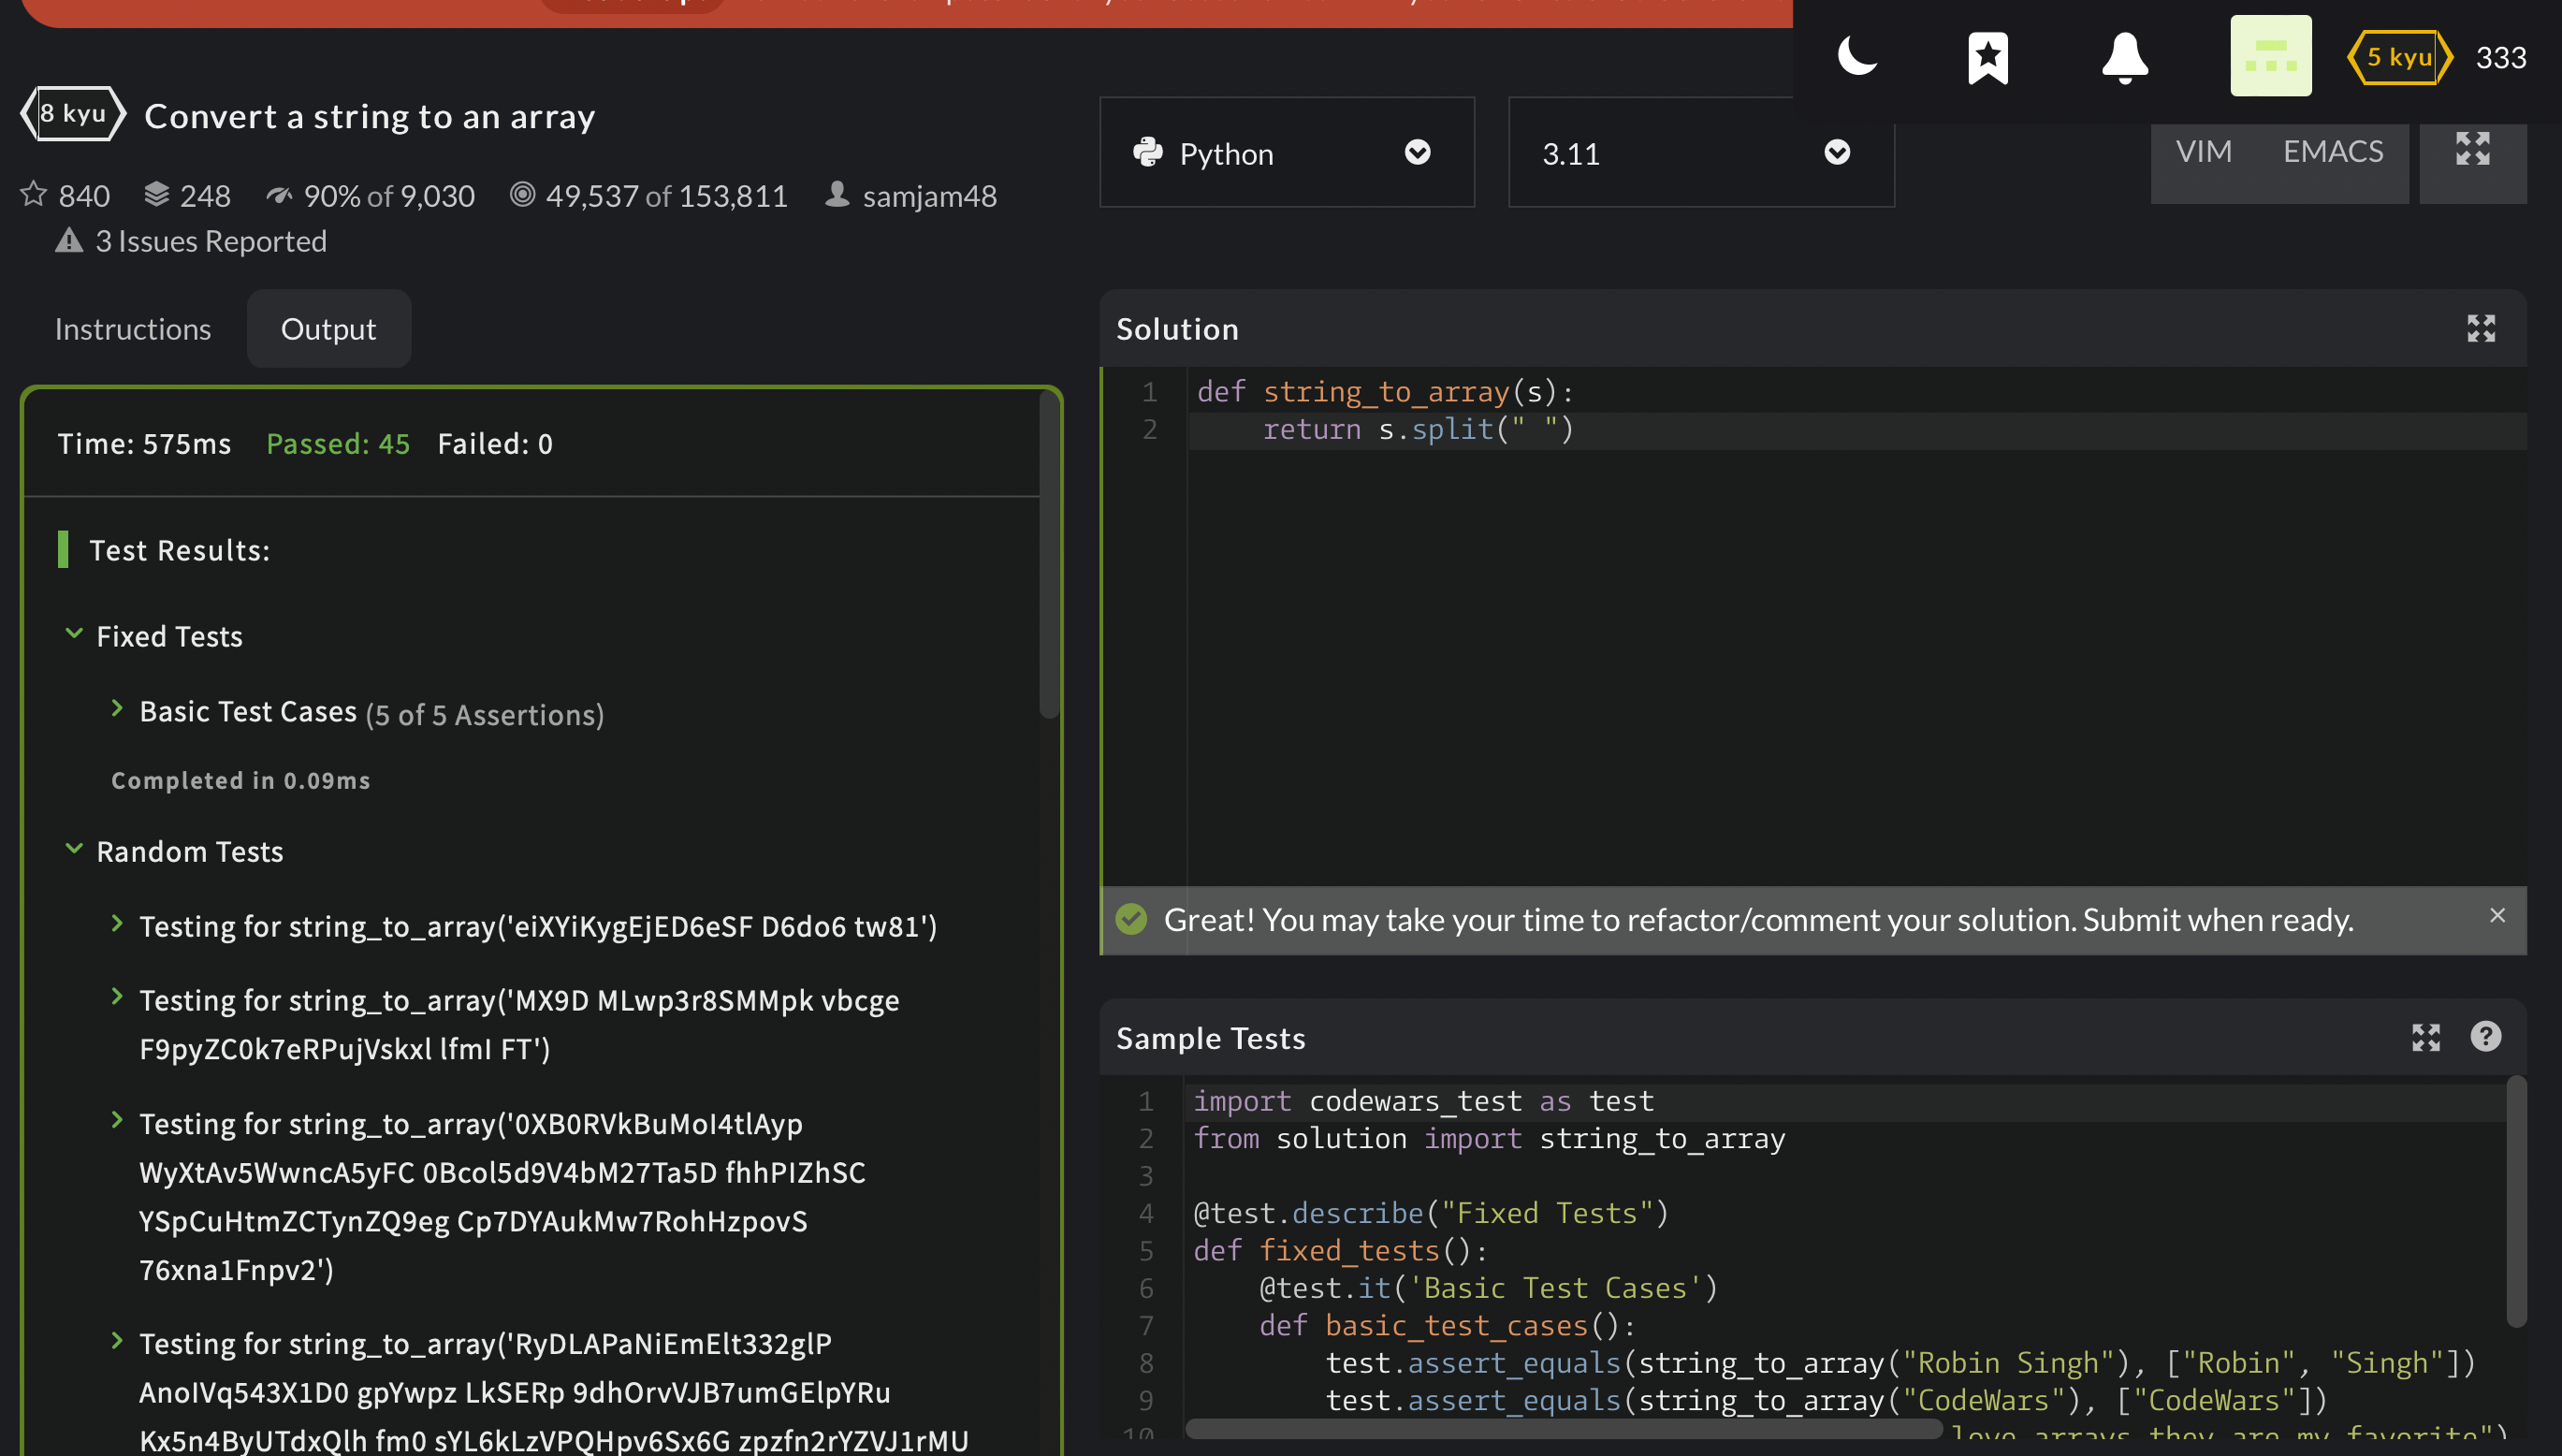 5 kyu 333
8 kyu Convert a string to an array
840 248 90% of 9,030 49,537 of 153,811 samjam48
3 Issues Reported
Python 3.11 VIM EMACS
Instructions Output
Time: 575ms Passed: 45 Failed: 0
Test Results:
Fixed Tests
Basic Test Cases (5 of 5 Assertions)
Completed in 0.09ms
Random Tests
Testing for string_to_array('eiXYiKygEjED6eSF D6do6 tw81')
Testing for string_to_array('MX9D MLwp3r8SMMpk vbcge
F9pyZC0k7eRPujVskxl lfmI FT')
Testing for string_to_array('0XB0RVkBuMoI4tlAyp
WyXtAv5WwncA5yFC 0Bcol5d9V4bM27Ta5D fhhPIZhSC
YSpCuHtmZCTynZQ9eg Cp7DYAukMw7RohHzpovS
76xna1Fnpv2')
Testing for string_to_array('RyDLAPaNiEmElt332glP
AnoIVq543X1D0 gpYwpz LkSERp 9dhOrvVJB7umGElpYRu
Kx5n4ByUTdxQlh fm0 sYL6kLzVPQHpv6Sx6G zpzfn2rYZVJ1rMU
Solution
1 def string_to_array(s):
2     return s.split(" ")
Great! You may take your time to refactor/comment your solution. Submit when ready.
Sample Tests
1 import codewars_test as test
2 from solution import string_to_array
3
4 @test.describe("Fixed Tests")
5 def fixed_tests():
6     @test.it('Basic Test Cases')
7     def basic_test_cases():
8         test.assert_equals(string_to_array("Robin Singh"), ["Robin", "Singh"])
9         test.assert_equals(string_to_array("CodeWars"), ["CodeWars"])
10 love arrays they are my favorite")